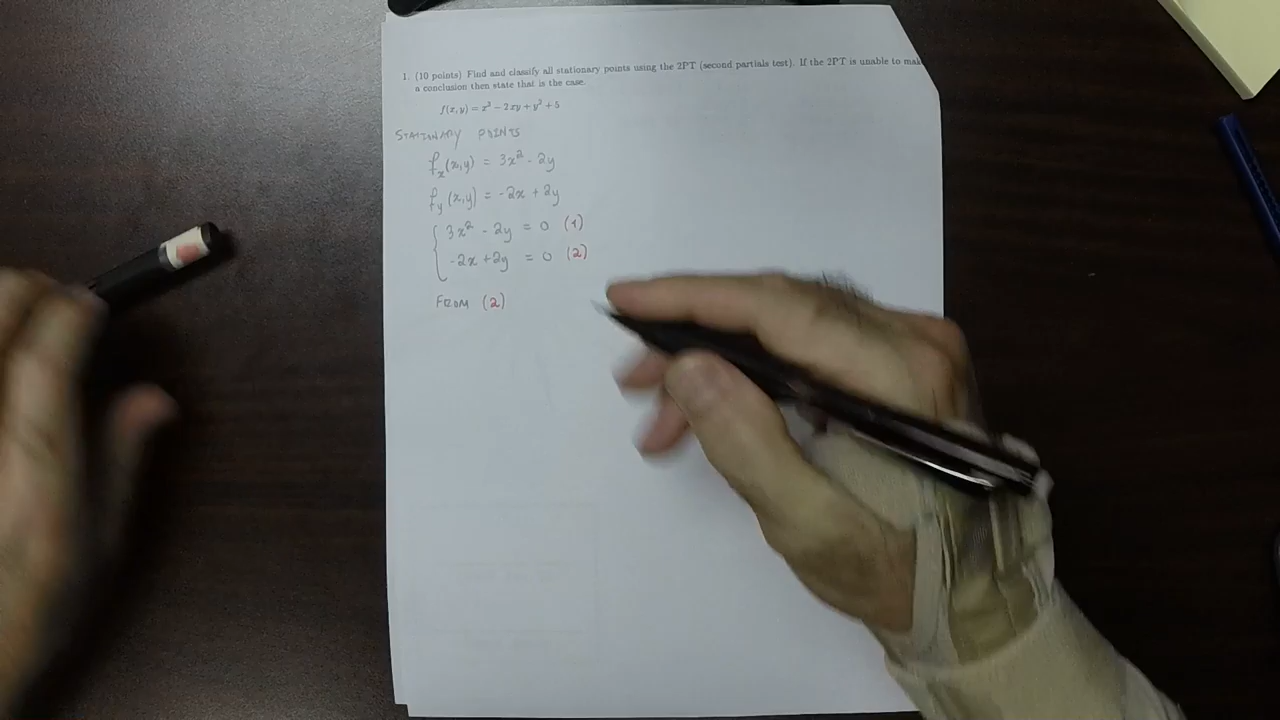 1. (10 points) Find and classify all stationary points using the 2PT (second partials test). If the 2PT is unable to mak
a conclusion then state that is the case.
f(x, y) = x³ − 2xy + y² + 5
STATIONARY POINTS
fₓ(x,y) = 3x² - 2y
f_y(x,y) = -2x + 2y
3x² - 2y = 0 (1)
-2x + 2y = 0 (2)
FROM (2)